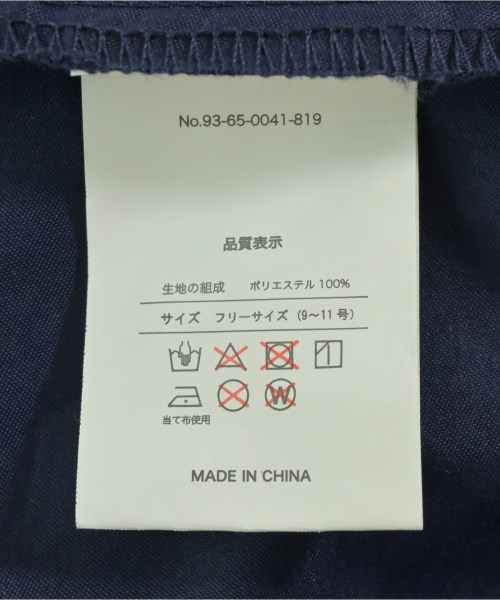 No.93-65-0041-819
品質表示
生地の組成 ポリエステル 100%
サイズ フリーサイズ（9～11 号）
W
当て布使用
MADE IN CHINA